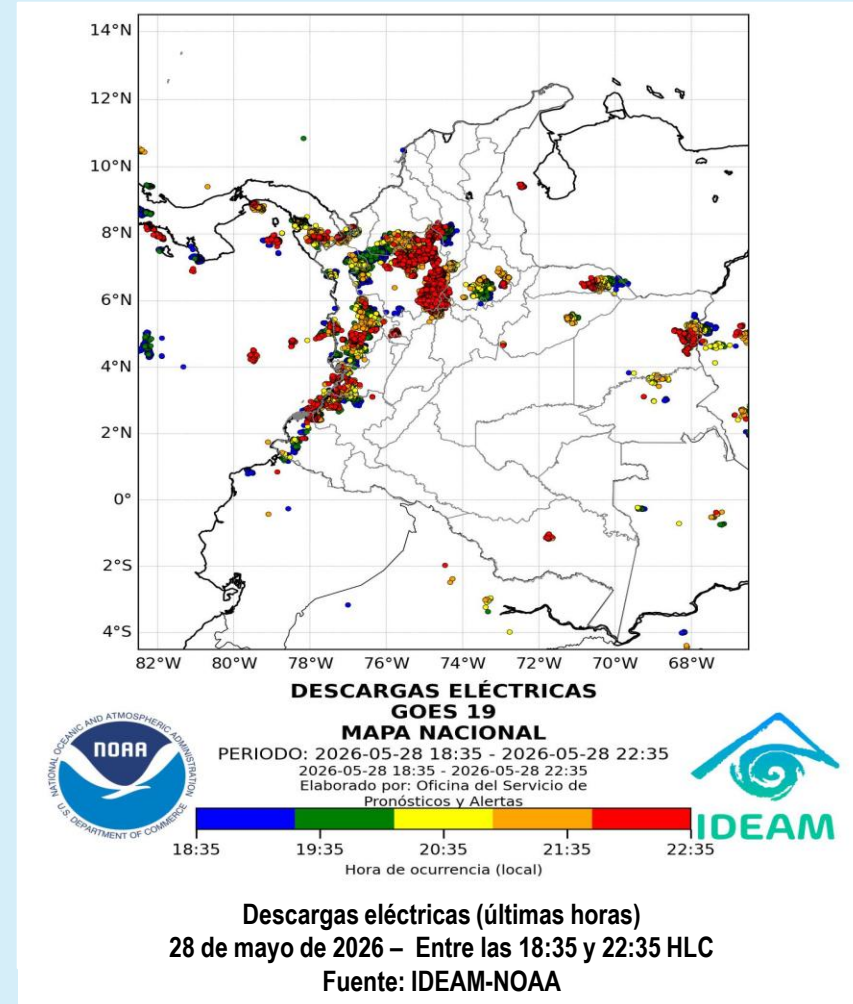 14°N
12°N
10°N
8°N
6°N
4°N
2°N
0°
2°S
4°S
82°W 80°W 78°W 76°W 74°W 72°W 70°W 68°W
DESCARGAS ELÉCTRICAS
GOES 19
MAPA NACIONAL
PERIODO: 2026-05-28 18:35 - 2026-05-28 22:35
2026-05-28 18:35 - 2026-05-28 22:35
Elaborado por: Oficina del Servicio de
Pronósticos y Alertas
NATIONAL OCEANIC AND ATMOSPHERIC ADMINISTRATION
NOAA
U.S. DEPARTMENT OF COMMERCE
IDEAM
18:35 19:35 20:35 21:35 22:35
Hora de ocurrencia (local)
Descargas eléctricas (últimas horas)
28 de mayo de 2026 – Entre las 18:35 y 22:35 HLC
Fuente: IDEAM-NOAA